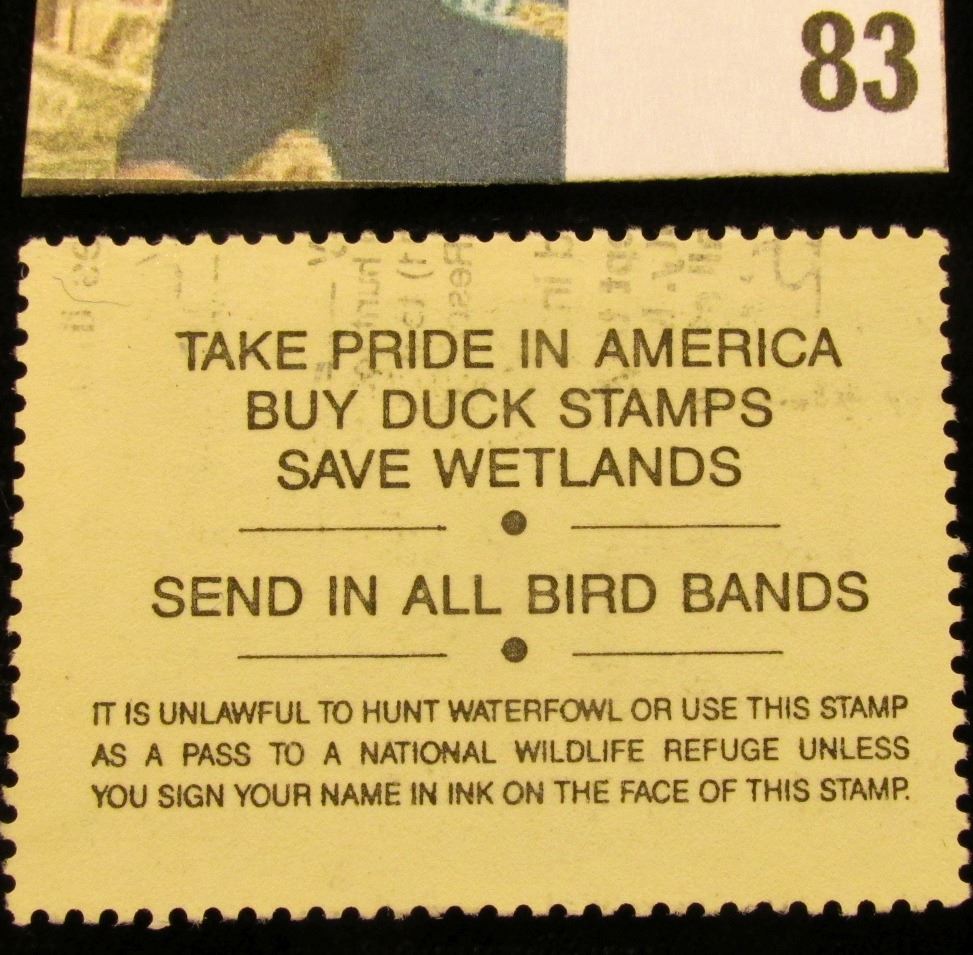 83
TAKE PRIDE IN AMERICA
BUY DUCK STAMPS
SAVE WETLANDS
SEND IN ALL BIRD BANDS
IT IS UNLAWFUL TO HUNT WATERFOWL OR USE THIS STAMP
AS A PASS TO A NATIONAL WILDLIFE REFUGE UNLESS
YOU SIGN YOUR NAME IN INK ON THE FACE OF THIS STAMP.